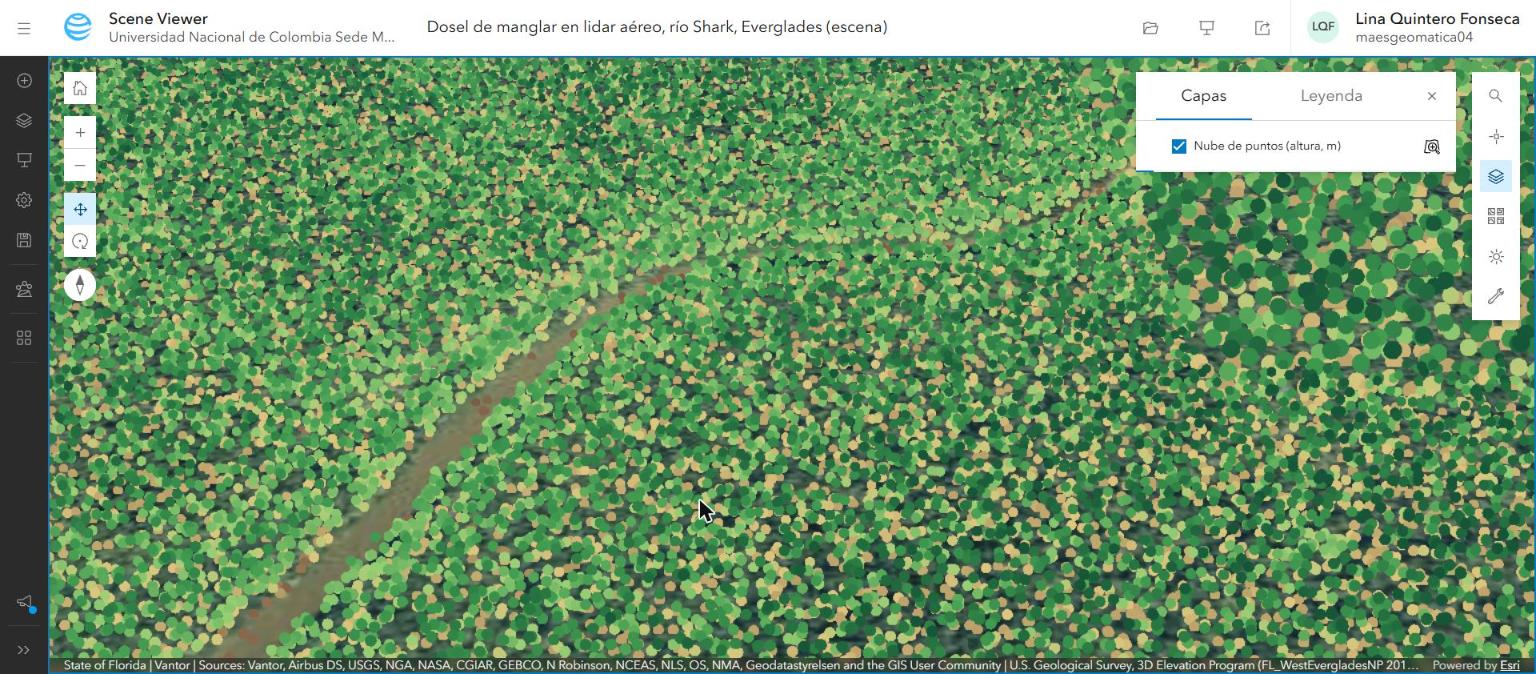 Scene Viewer
Universidad Nacional de Colombia Sede M...
Dosel de manglar en lidar aéreo, río Shark, Everglades (escena)
LQF
Lina Quintero Fonseca
maesgeomatica04
Capas
Leyenda
Nube de puntos (altura, m)
State of Florida | Vantor | Sources: Vantor, Airbus DS, USGS, NGA, NASA, CGIAR, GEBCO, N Robinson, NCEAS, NLS, OS, NMA, Geodatastyrelsen and the GIS User Community | U.S. Geological Survey, 3D Elevation Program (FL_WestEvergladesNP 201... Powered by Esri